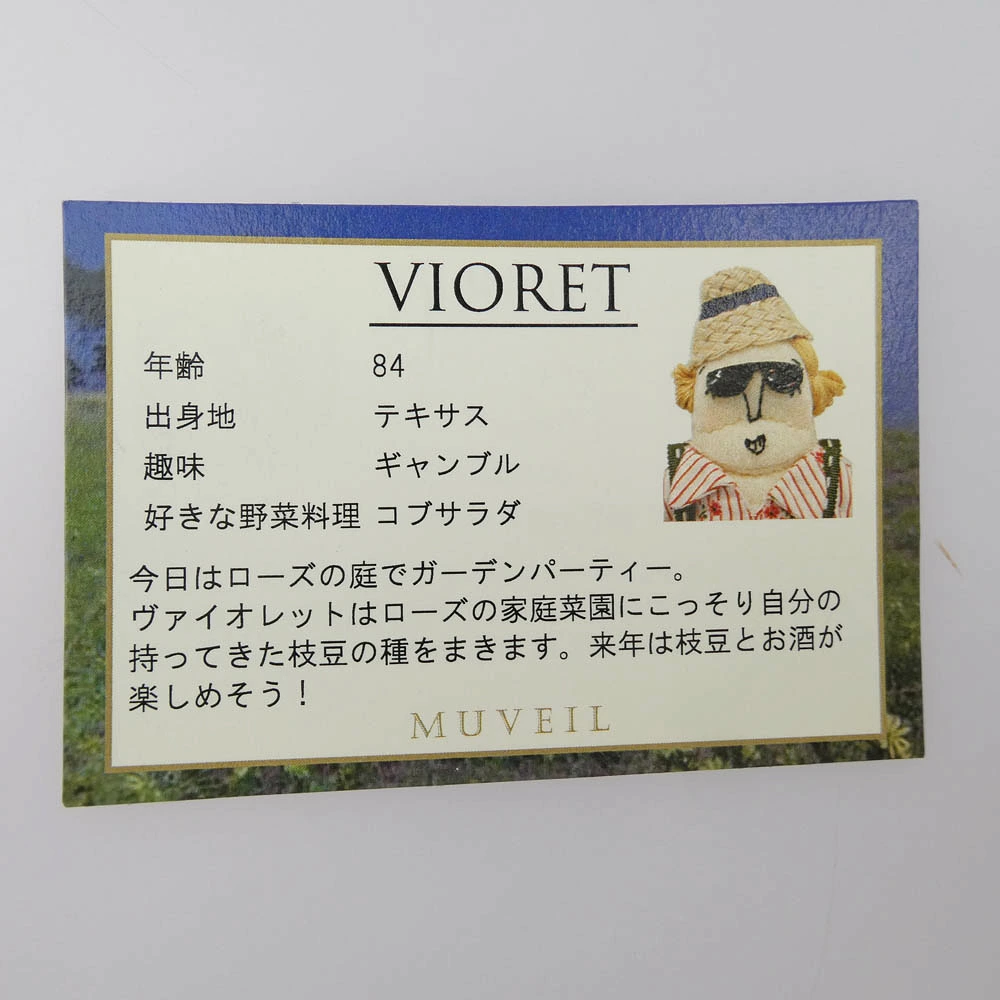 VIORET
年齢 84
出身地 テキサス
趣味 ギャンブル
好きな野菜料理 コブサラダ
今日はローズの庭でガーデンパーティー。
ヴァイオレットはローズの家庭菜園にこっそり自分の
持ってきた枝豆の種をまきます。来年は枝豆とお酒が
楽しめそう！
MUVEIL